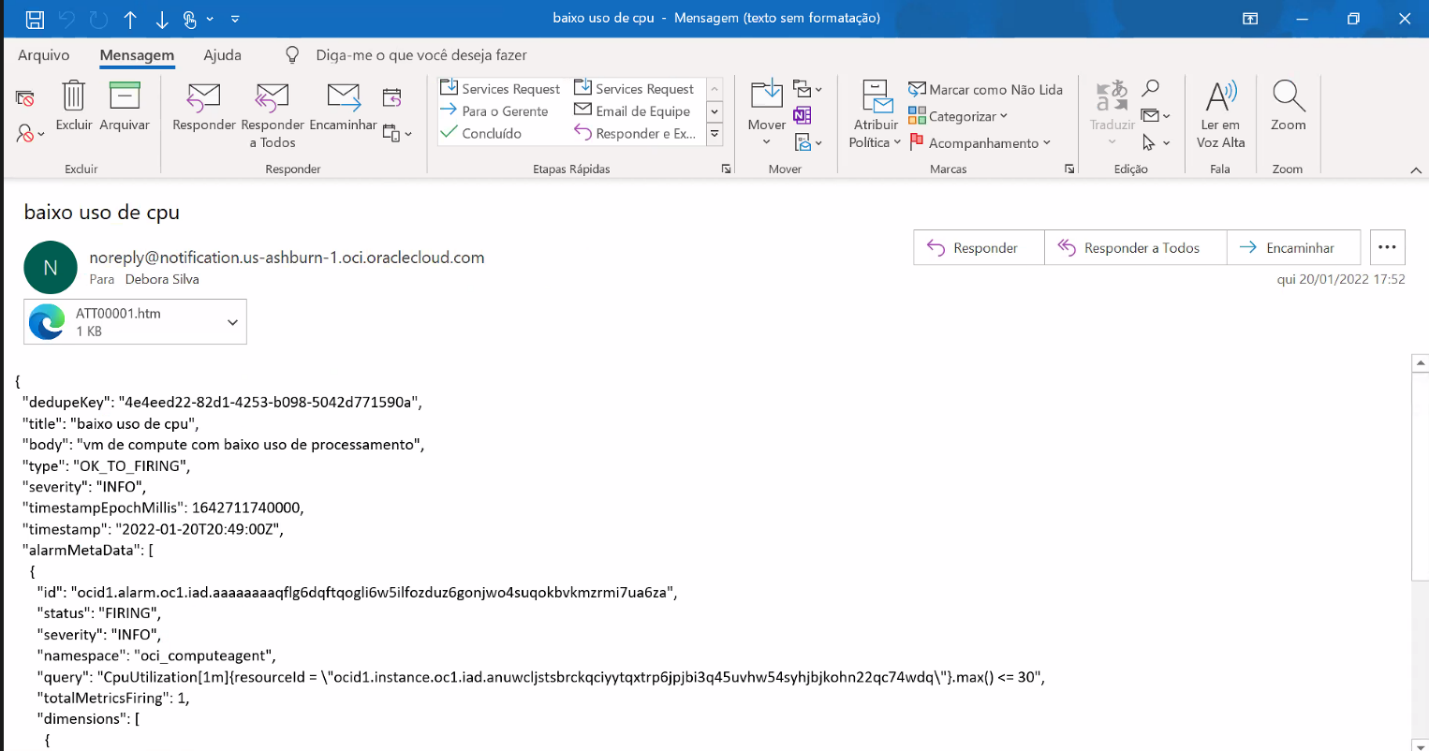 baixo uso de cpu - Mensagem (texto sem formatação)
Arquivo Mensagem Ajuda Diga-me o que você deseja fazer
Excluir Arquivar
Responder Responder a Todos Encaminhar
Services Request Services Request
Para o Gerente Email de Equipe
Concluído Responder e Ex...
Mover
Atribuir Política
Marcar como Não Lida
Categorizar
Acompanhamento
Traduzir
Ler em Voz Alta
Zoom
Excluir Responder Etapas Rápidas Mover Marcas Edição Fala Zoom
baixo uso de cpu
N
noreply@notification.us-ashburn-1.oci.oraclecloud.com
Para Debora Silva
Responder Responder a Todos Encaminhar ...
qui 20/01/2022 17:52
ATT00001.htm
1 KB
{
"dedupeKey": "4e4eed22-82d1-4253-b098-5042d771590a",
"title": "baixo uso de cpu",
"body": "vm de compute com baixo uso de processamento",
"type": "OK_TO_FIRING",
"severity": "INFO",
"timestampEpochMillis": 1642711740000,
"timestamp": "2022-01-20T20:49:00Z",
"alarmMetaData": [
{
"id": "ocid1.alarm.oc1.iad.aaaaaaaaqflg6dqftqogli6w5ilfozduz6gonjwo4suqokbvkmzrmi7ua6za",
"status": "FIRING",
"severity": "INFO",
"namespace": "oci_computeagent",
"query": "CpuUtilization[1m]{resourceId = \"ocid1.instance.oc1.iad.anuwcljstsbrckqciyytqxtrp6jpjbi3q45uvhw54syhjbjkohn22qc74wdq\"}.max() <= 30",
"totalMetricsFiring": 1,
"dimensions": [
{